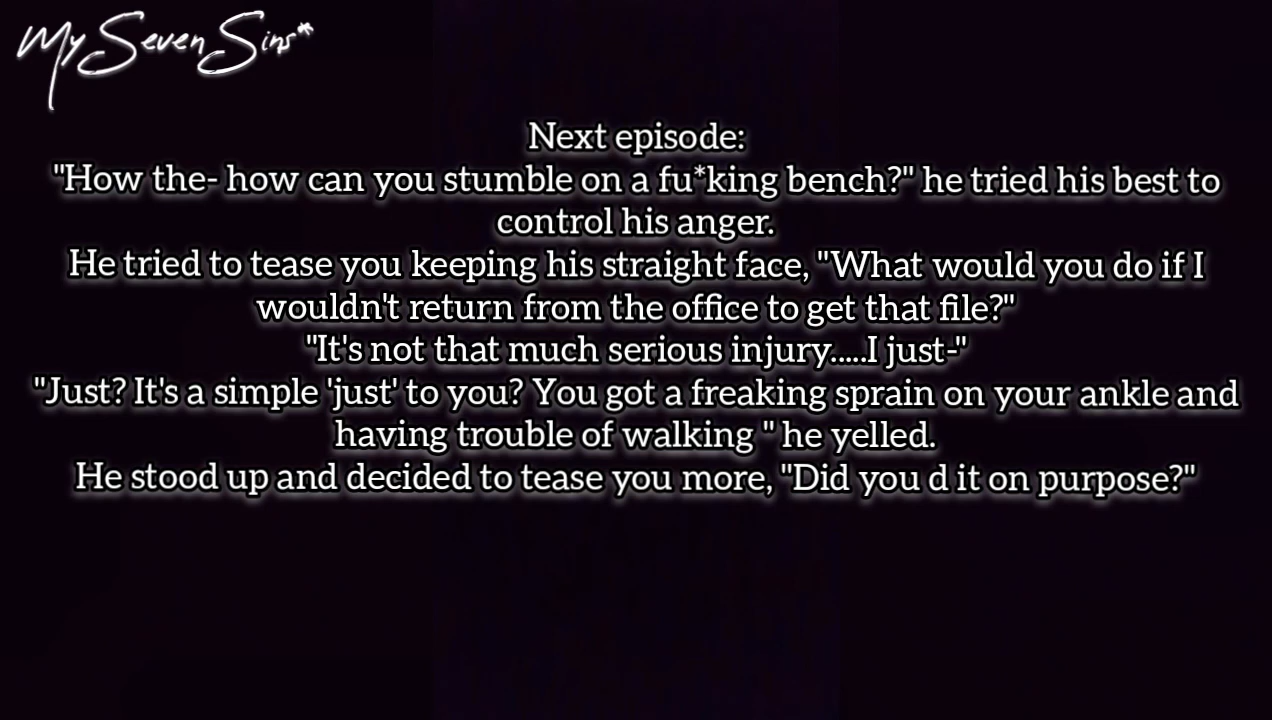 My Seven Sins*
Next episode:
"How the- how can you stumble on a fu*king bench?" he tried his best to
control his anger.
He tried to tease you keeping his straight face, "What would you do if I
wouldn't return from the office to get that file?"
"It's not that much serious injury.....I just-"
"Just? It's a simple 'just' to you? You got a freaking sprain on your ankle and
having trouble of walking " he yelled.
He stood up and decided to tease you more, "Did you d it on purpose?"